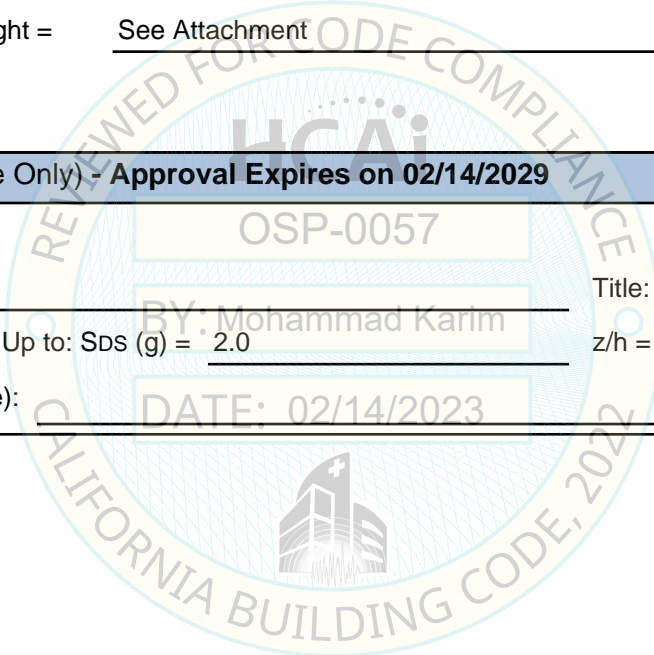 ght = See Attachment
REVIEWED FOR CODE COMPLIANCE
HCAi
e Only) - Approval Expires on 02/14/2029
OSP-0057
Title:
BY: Mohammad Karim
Up to: SDS (g) = 2.0 z/h =
e):
DATE: 02/14/2023
CALIFORNIA BUILDING CODE, 2022